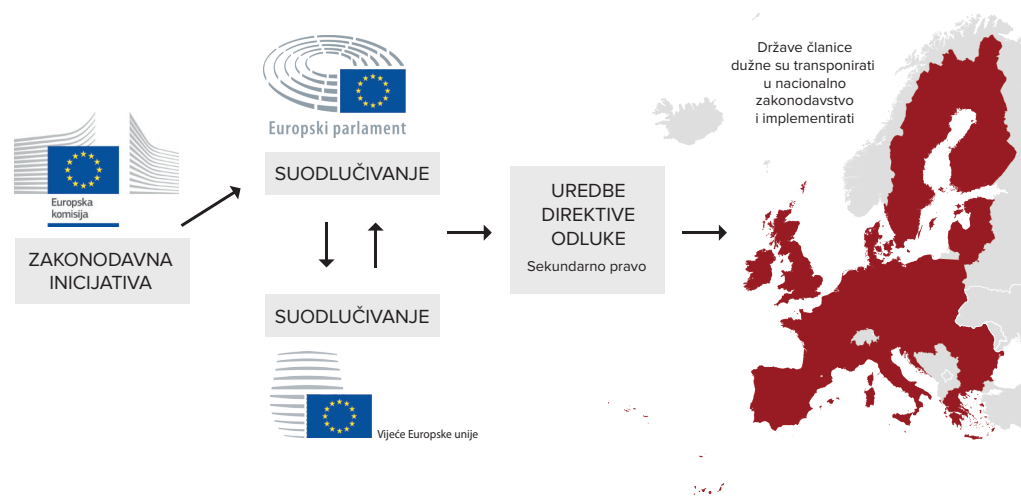 Europska
komisija
ZAKONODAVNA
INICIJATIVA
Europski parlament
SUODLUČIVANJE
SUODLUČIVANJE
Vijeće Europske unije
UREDBE
DIREKTIVE
ODLUKE
Sekundarno pravo
Države članice
dužne su transponirati
u nacionalno
zakonodavstvo
i implementirati